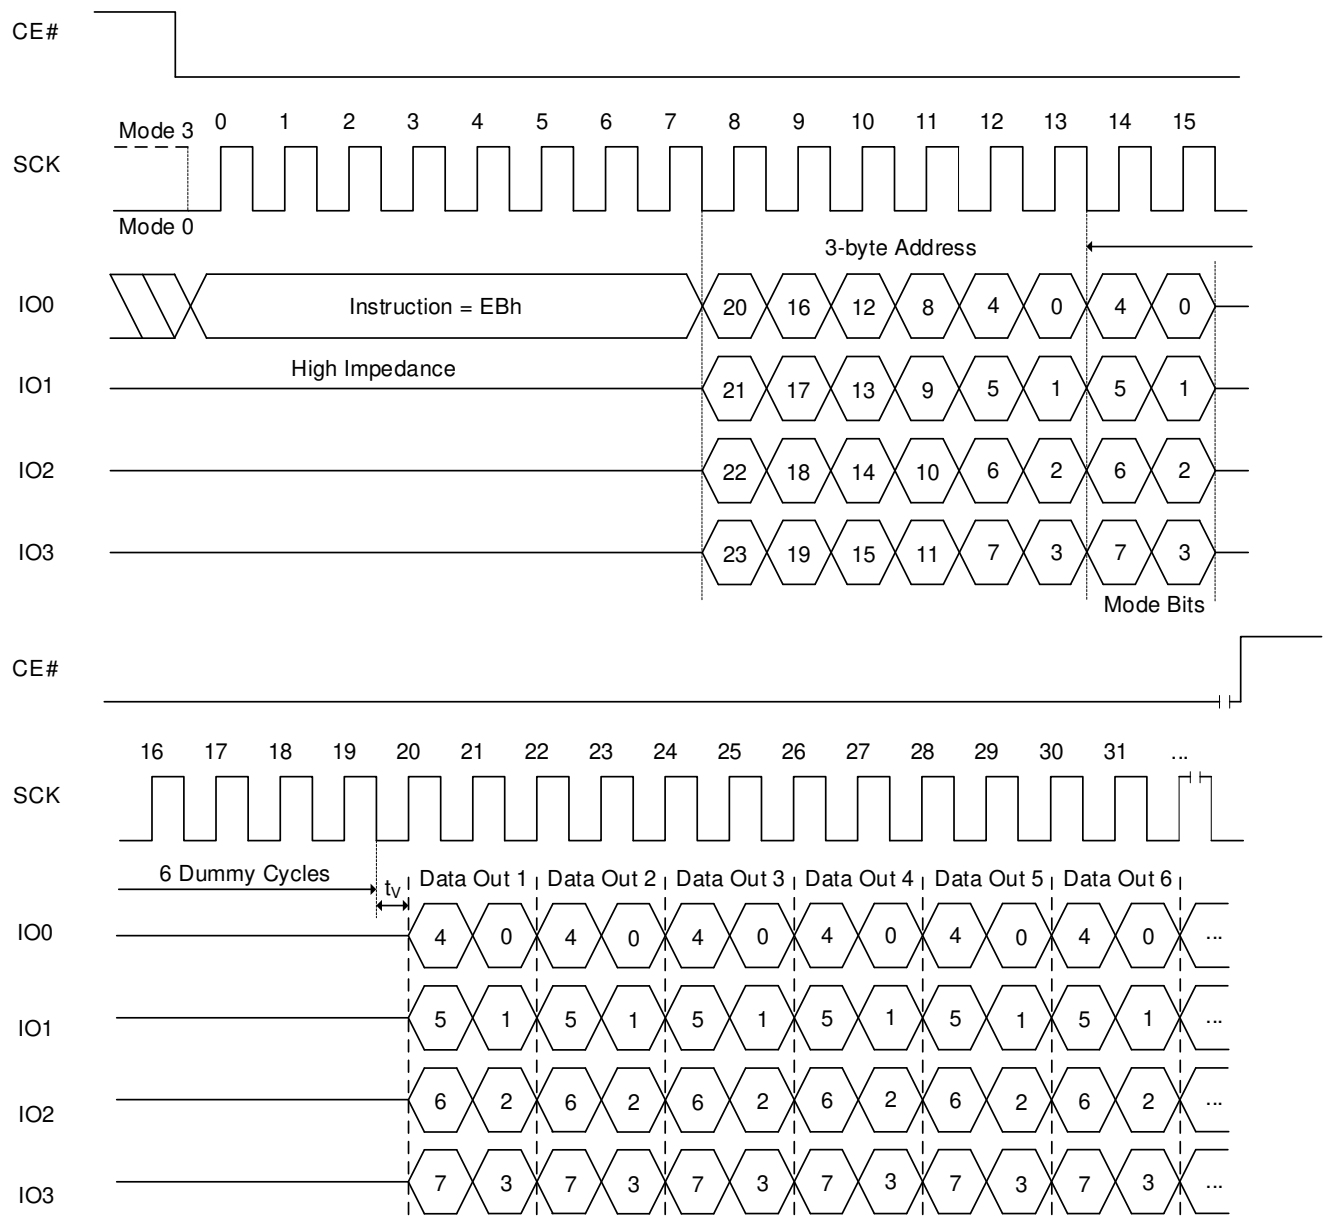 CE#
Mode 3 0 1 2 3 4 5 6 7 8 9 10 11 12 13 14 15
SCK
Mode 0
3-byte Address
IO0 Instruction = EBh 20 16 12 8 4 0 4 0
High Impedance
IO1 21 17 13 9 5 1 5 1
IO2 22 18 14 10 6 2 6 2
IO3 23 19 15 11 7 3 7 3
Mode Bits
CE#
16 17 18 19 20 21 22 23 24 25 26 27 28 29 30 31 ...
SCK
6 Dummy Cycles tV Data Out 1 Data Out 2 Data Out 3 Data Out 4 Data Out 5 Data Out 6
IO0 4 0 4 0 4 0 4 0 4 0 4 0 ...
IO1 5 1 5 1 5 1 5 1 5 1 5 1 ...
IO2 6 2 6 2 6 2 6 2 6 2 6 2 ...
IO3 7 3 7 3 7 3 7 3 7 3 7 3 ...